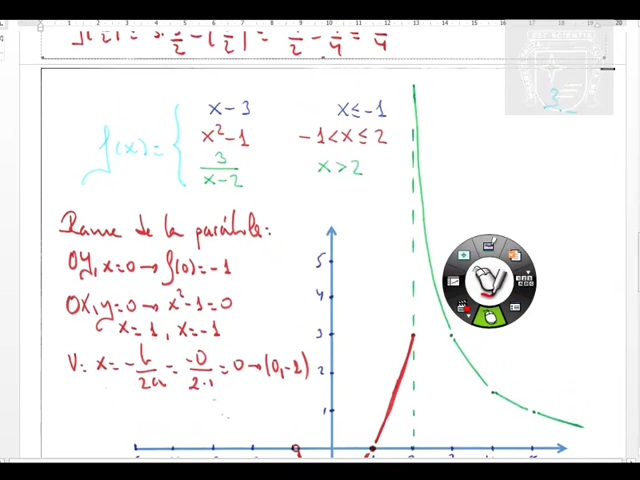 x-3 x≤-1
f(x)= x²-1 -1<x≤2
3/(x-2) x>2
3.-
Rama de la parábola:
OY, x=0→f(0)=-1
OX, y=0→x²-1=0
x=1, x=-1
V: x=-b/2a = -0/2·1 = 0→(0,-1)
5
4
3
2
1